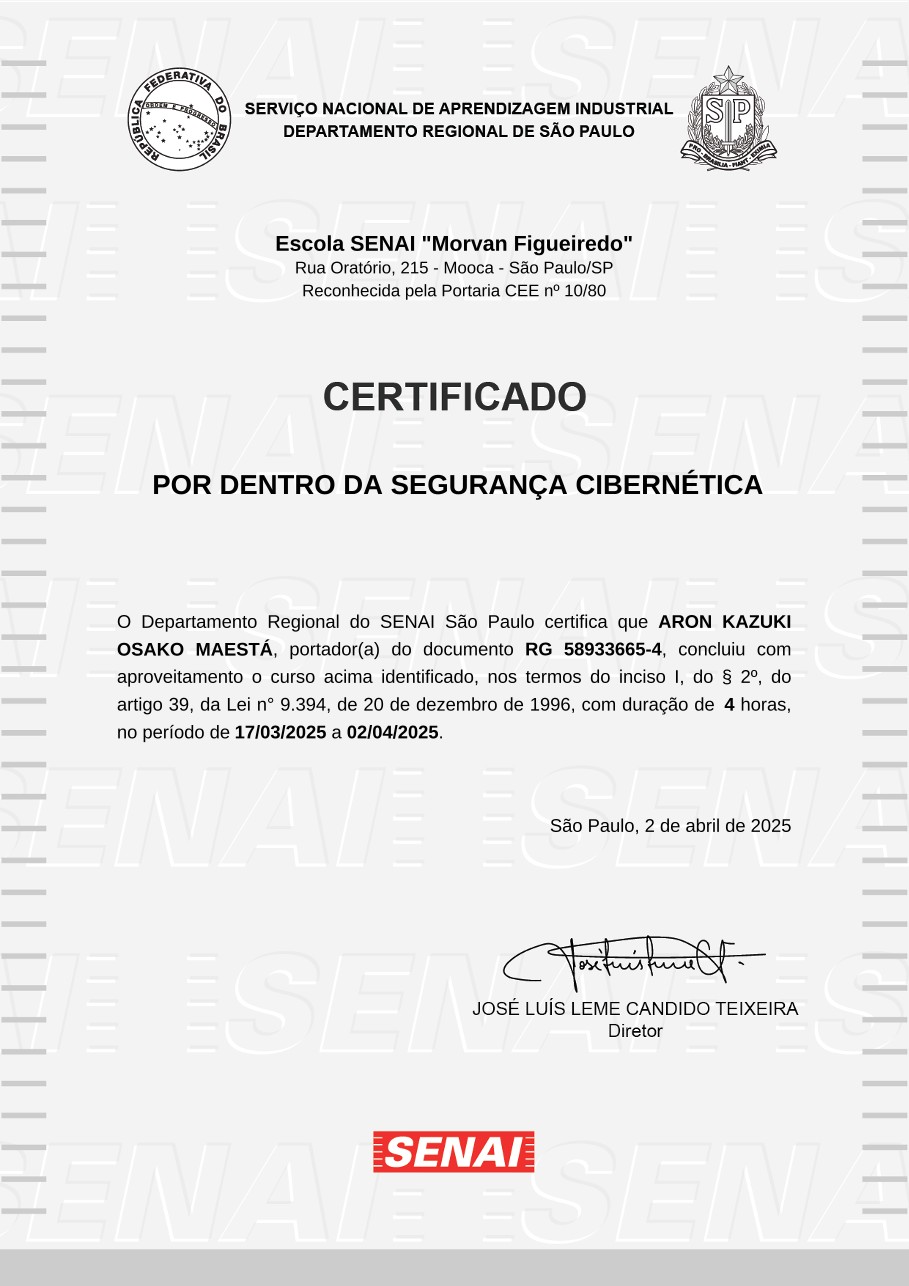 REPÚBLICA FEDERATIVA DO BRASIL
ORDEM E PROGRESSO
SERVIÇO NACIONAL DE APRENDIZAGEM INDUSTRIAL
DEPARTAMENTO REGIONAL DE SÃO PAULO
SP
PRO · BRASILIA · FIANT · EXIMIA
Escola SENAI "Morvan Figueiredo"
Rua Oratório, 215 - Mooca - São Paulo/SP
Reconhecida pela Portaria CEE nº 10/80
CERTIFICADO
POR DENTRO DA SEGURANÇA CIBERNÉTICA
O Departamento Regional do SENAI São Paulo certifica que ARON KAZUKI
OSAKO MAESTÁ, portador(a) do documento RG 58933665-4, concluiu com
aproveitamento o curso acima identificado, nos termos do inciso I, do § 2º, do
artigo 39, da Lei n° 9.394, de 20 de dezembro de 1996, com duração de 4 horas,
no período de 17/03/2025 a 02/04/2025.
São Paulo, 2 de abril de 2025
JOSÉ LUÍS LEME CANDIDO TEIXEIRA
Diretor
SENAI